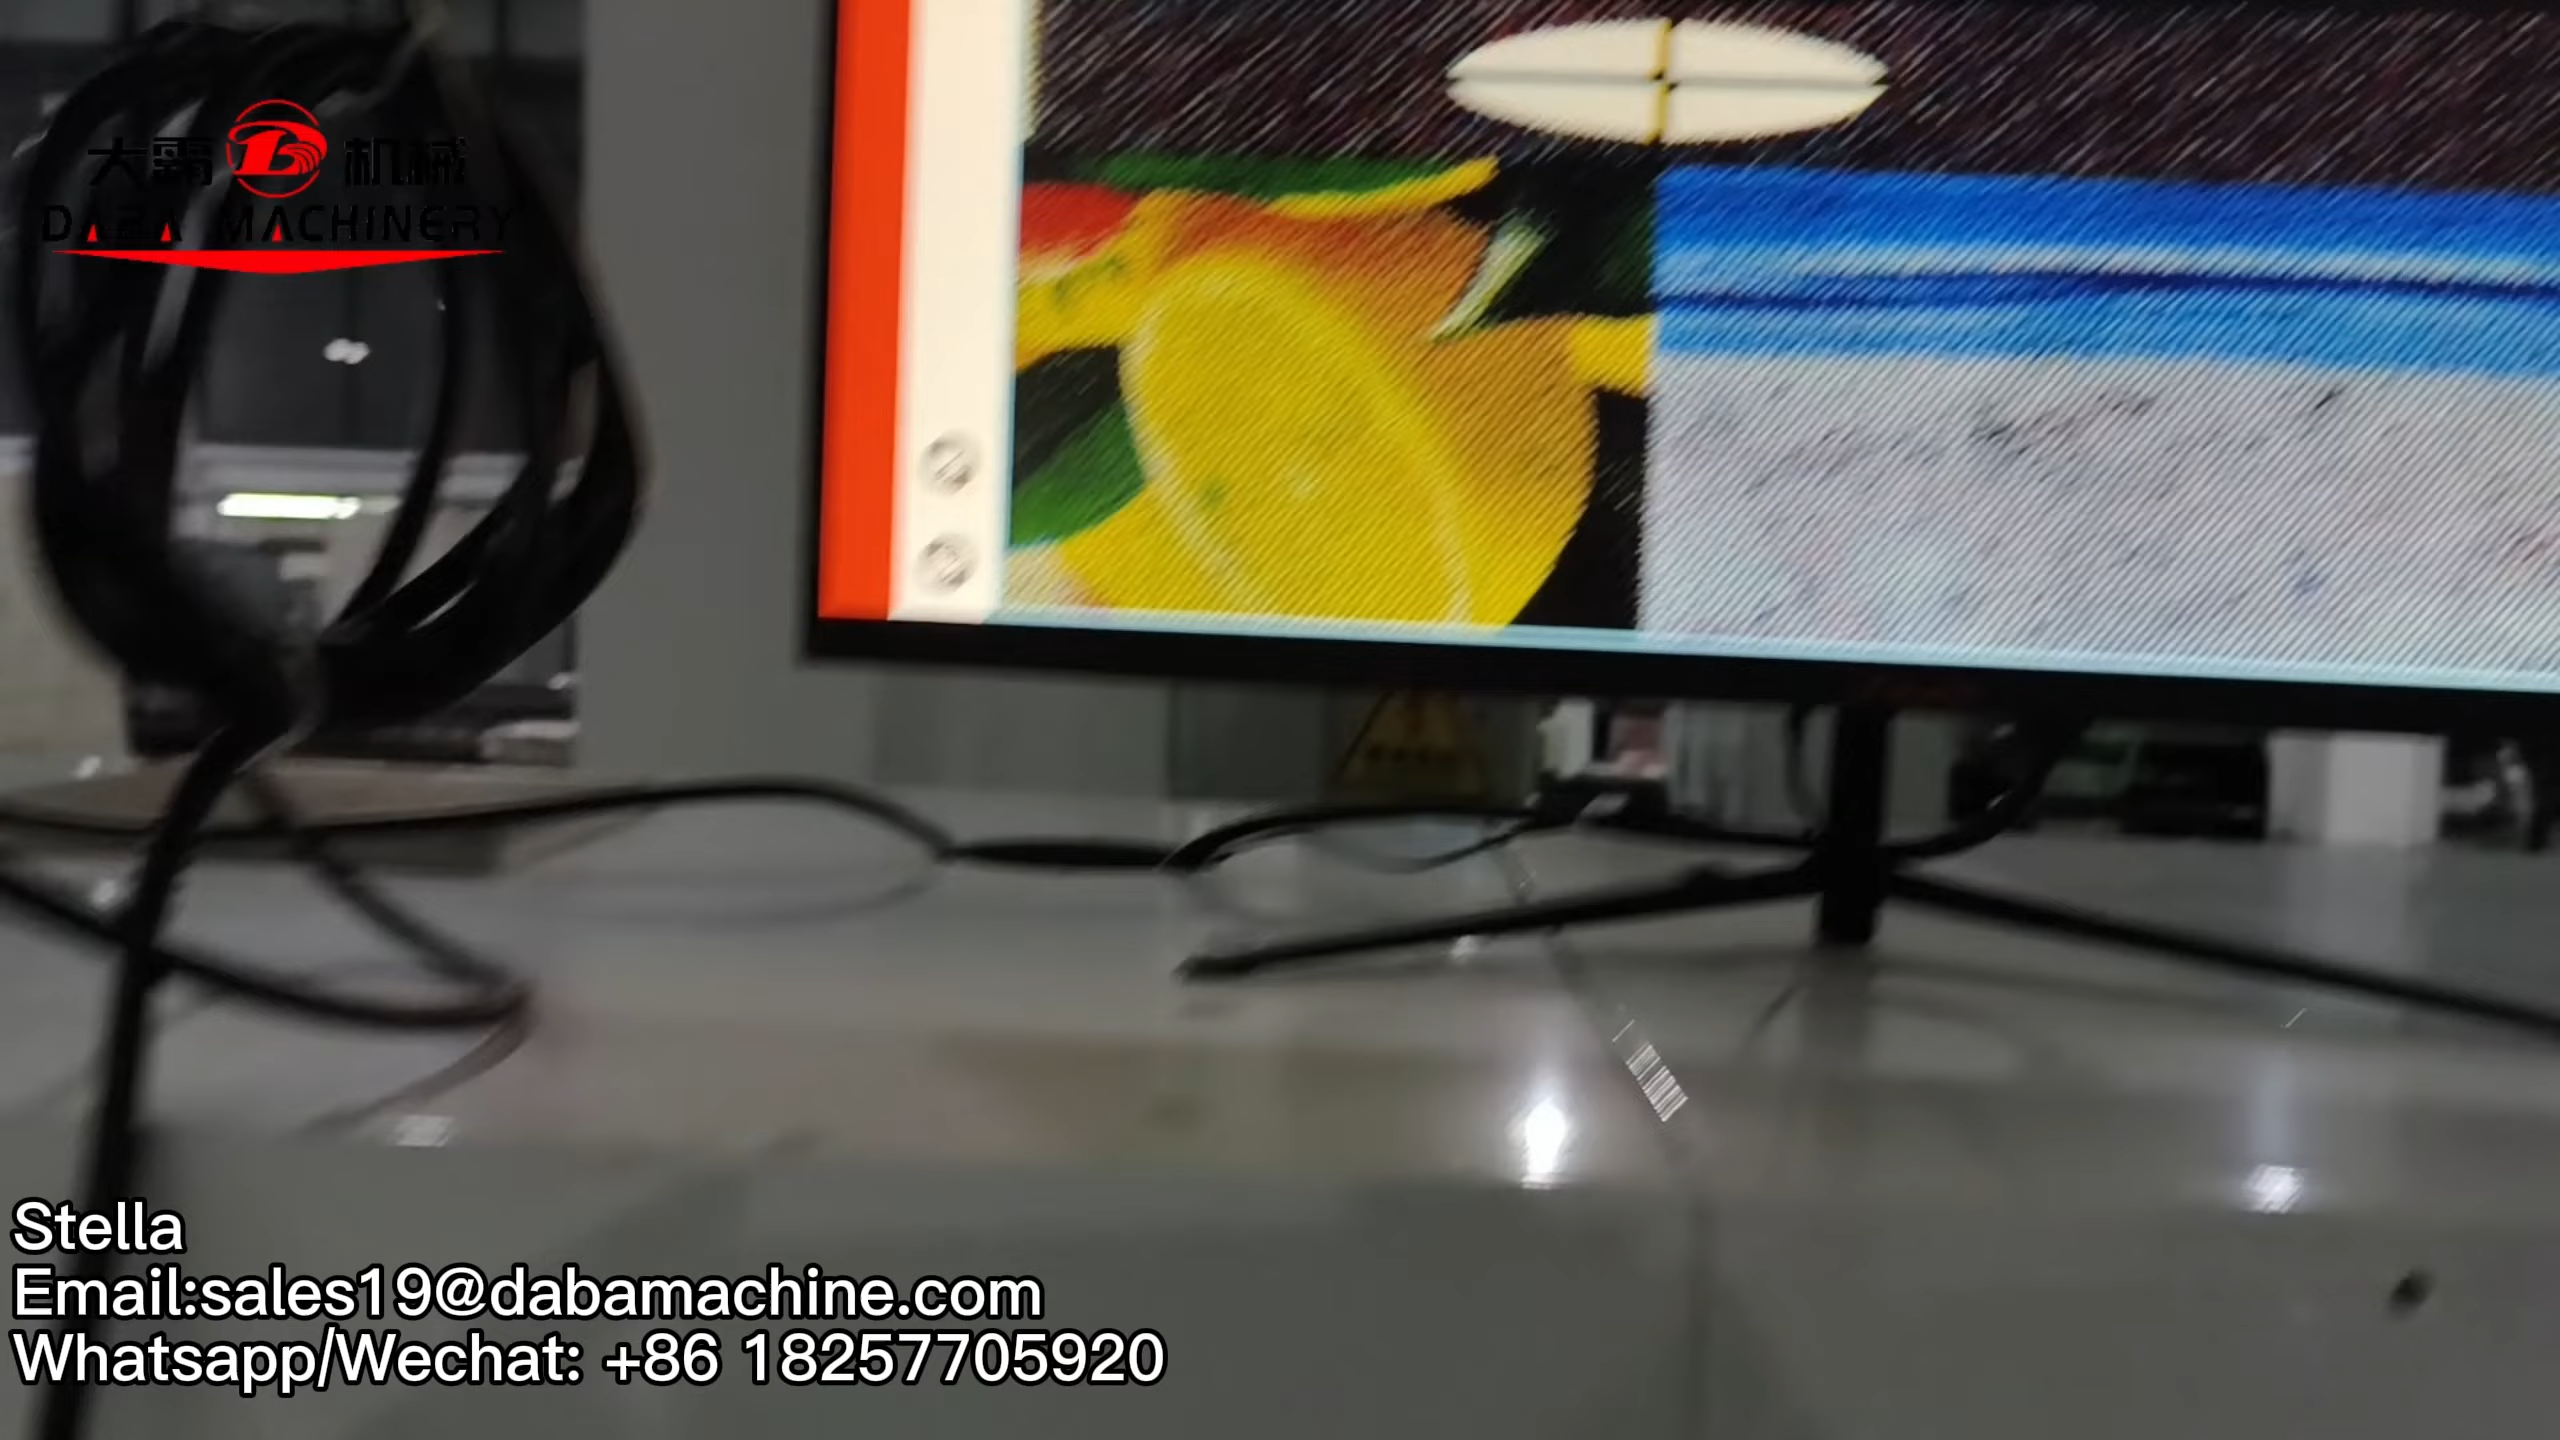 大霸机械
DABA MACHINERY
Stella
Email:sales19@dabamachine.com
Whatsapp/Wechat: +86 18257705920